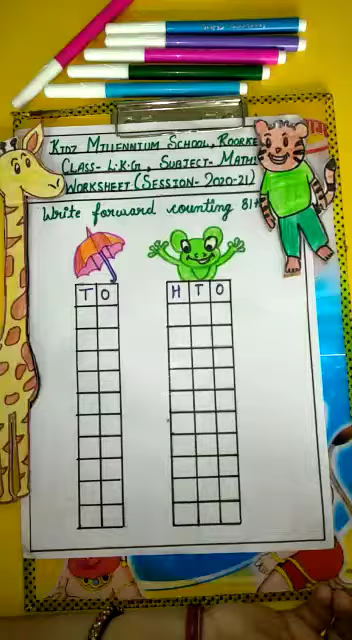 Kidz Millennium School, Roorke
Class- L.K.G, Subject- Maths
Worksheet (Session- 2020-21)
Write forward counting 81
T O
H T O